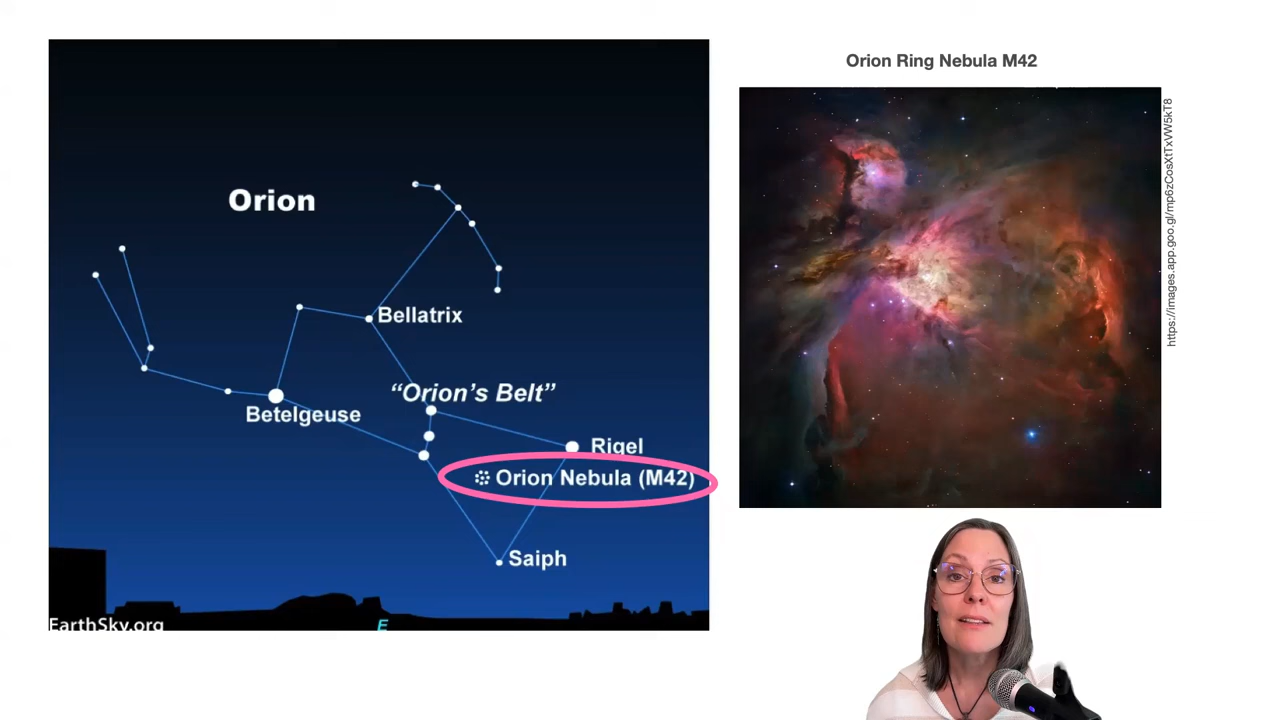 Orion
Bellatrix
“Orion’s Belt”
Betelgeuse
Rigel
Orion Nebula (M42)
Saiph
EarthSky.org
E
Orion Ring Nebula M42
https://images.app.goo.gl/mp6zCosXtTxVW5kT8